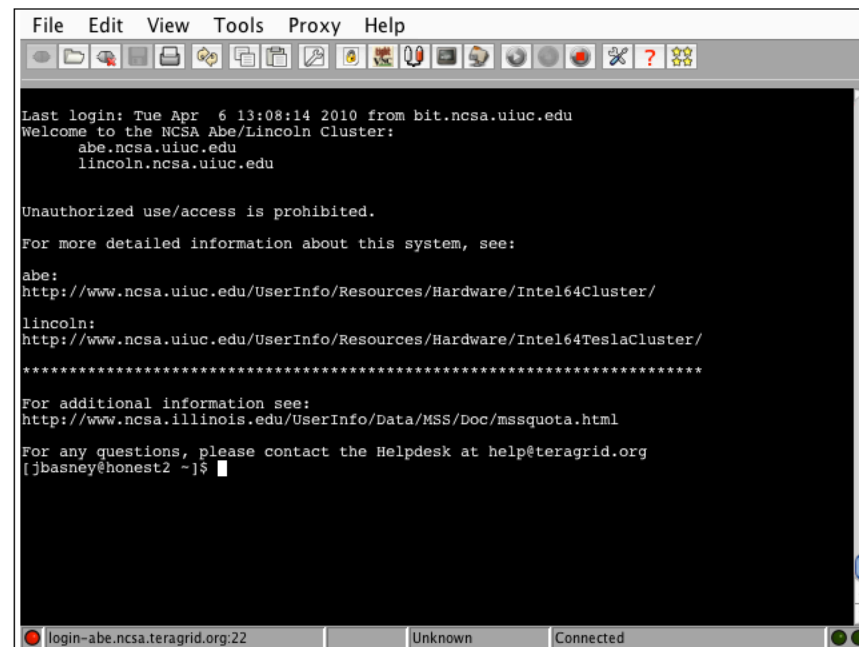 File Edit View Tools Proxy Help
?
Last login: Tue Apr  6 13:08:14 2010 from bit.ncsa.uiuc.edu
Welcome to the NCSA Abe/Lincoln Cluster:
abe.ncsa.uiuc.edu
lincoln.ncsa.uiuc.edu
Unauthorized use/access is prohibited.
For more detailed information about this system, see:
abe:
http://www.ncsa.uiuc.edu/UserInfo/Resources/Hardware/Intel64Cluster/
lincoln:
http://www.ncsa.uiuc.edu/UserInfo/Resources/Hardware/Intel64TeslaCluster/
*************************************************************************
For additional information see:
http://www.ncsa.illinois.edu/UserInfo/Data/MSS/Doc/mssquota.html
For any questions, please contact the Helpdesk at help@teragrid.org
[jbasney@honest2 ~]$
login-abe.ncsa.teragrid.org:22 Unknown Connected